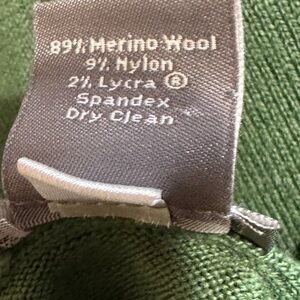 89% Merino Wool
9% Nylon
2% Lycra ®
Spandex
Dry Clean